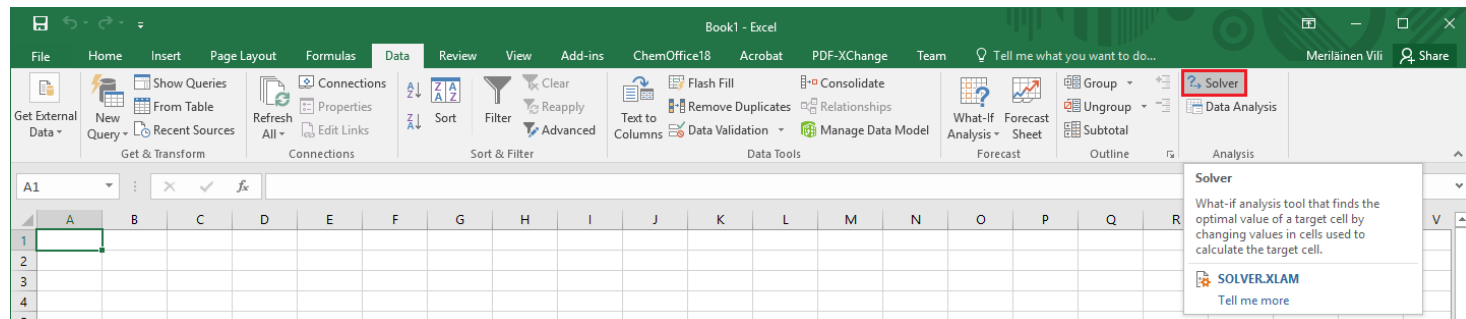 Book1 - Excel
File Home Insert Page Layout Formulas Data Review View Add-ins ChemOffice18 Acrobat PDF-XChange Team Tell me what you want to do... Meriläinen Vili Share
Get External Data
New Query
Show Queries
From Table
Recent Sources
Get & Transform
Refresh All
Connections
Properties
Edit Links
Connections
Sort
Filter
Clear
Reapply
Advanced
Sort & Filter
Text to Columns
Flash Fill
Remove Duplicates
Data Validation
Consolidate
Relationships
Manage Data Model
Data Tools
What-If Analysis
Forecast Sheet
Forecast
Group
Ungroup
Subtotal
Outline
Solver
Data Analysis
Analysis
A1 fx
A B C D E F G H I J K L M N O P Q R V
1
2
3
4
Solver
What-if analysis tool that finds the
optimal value of a target cell by
changing values in cells used to
calculate the target cell.
SOLVER.XLAM
Tell me more